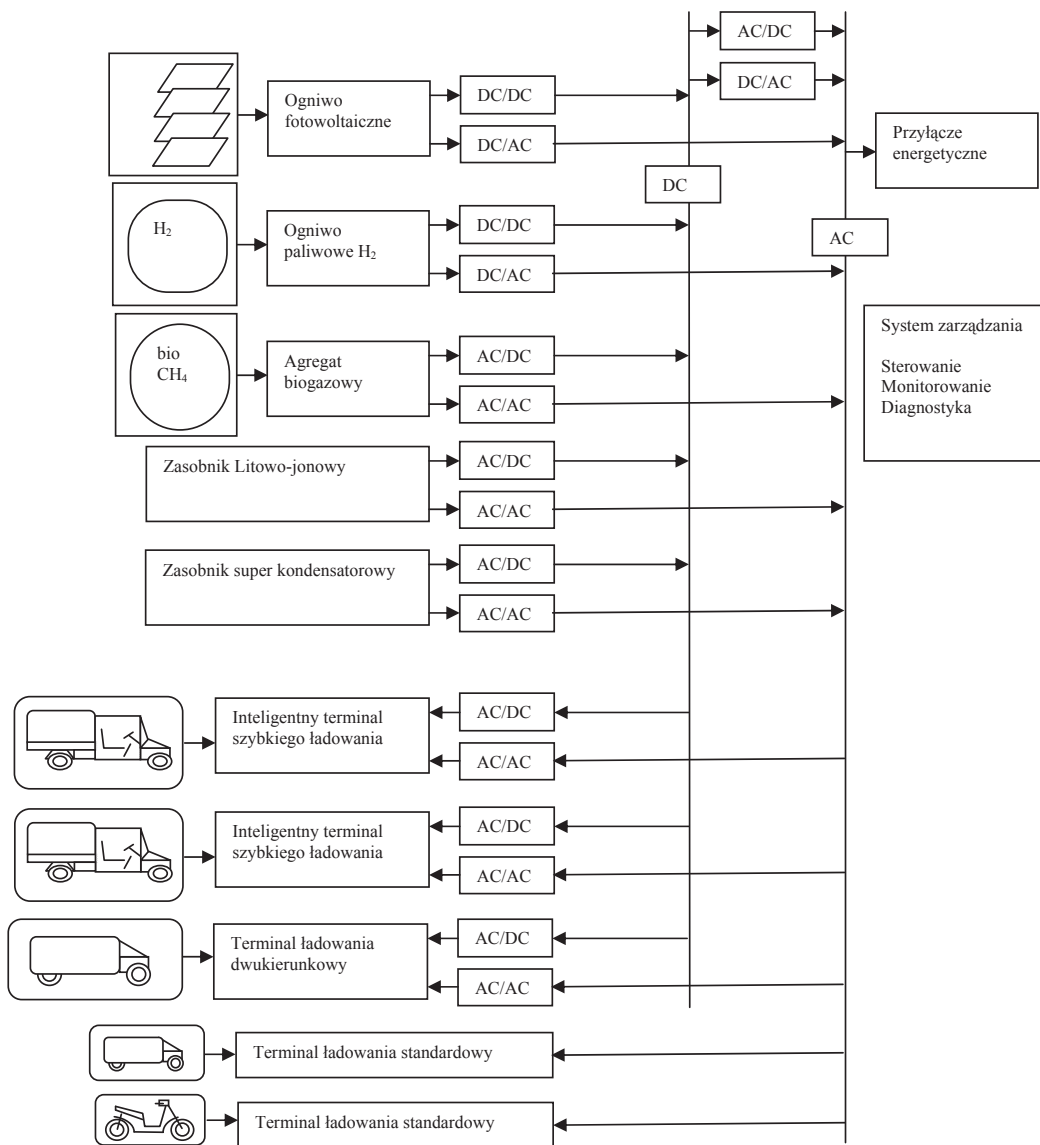 AC/DC
DC/AC
Ogniwo
fotowoltaiczne
DC/DC
DC/AC
Przyłącze
energetyczne
DC
H₂
Ogniwo
paliwowe H₂
DC/DC
DC/AC
AC
bio
CH₄
Agregat
biogazowy
AC/DC
AC/AC
System zarządzania
Sterowanie
Monitorowanie
Diagnostyka
Zasobnik Litowo-jonowy
AC/DC
AC/AC
Zasobnik super kondensatorowy
AC/DC
AC/AC
Inteligentny terminal
szybkiego ładowania
AC/DC
AC/AC
Inteligentny terminal
szybkiego ładowania
AC/DC
AC/AC
Terminal ładowania
dwukierunkowy
AC/DC
AC/AC
Terminal ładowania standardowy
Terminal ładowania standardowy